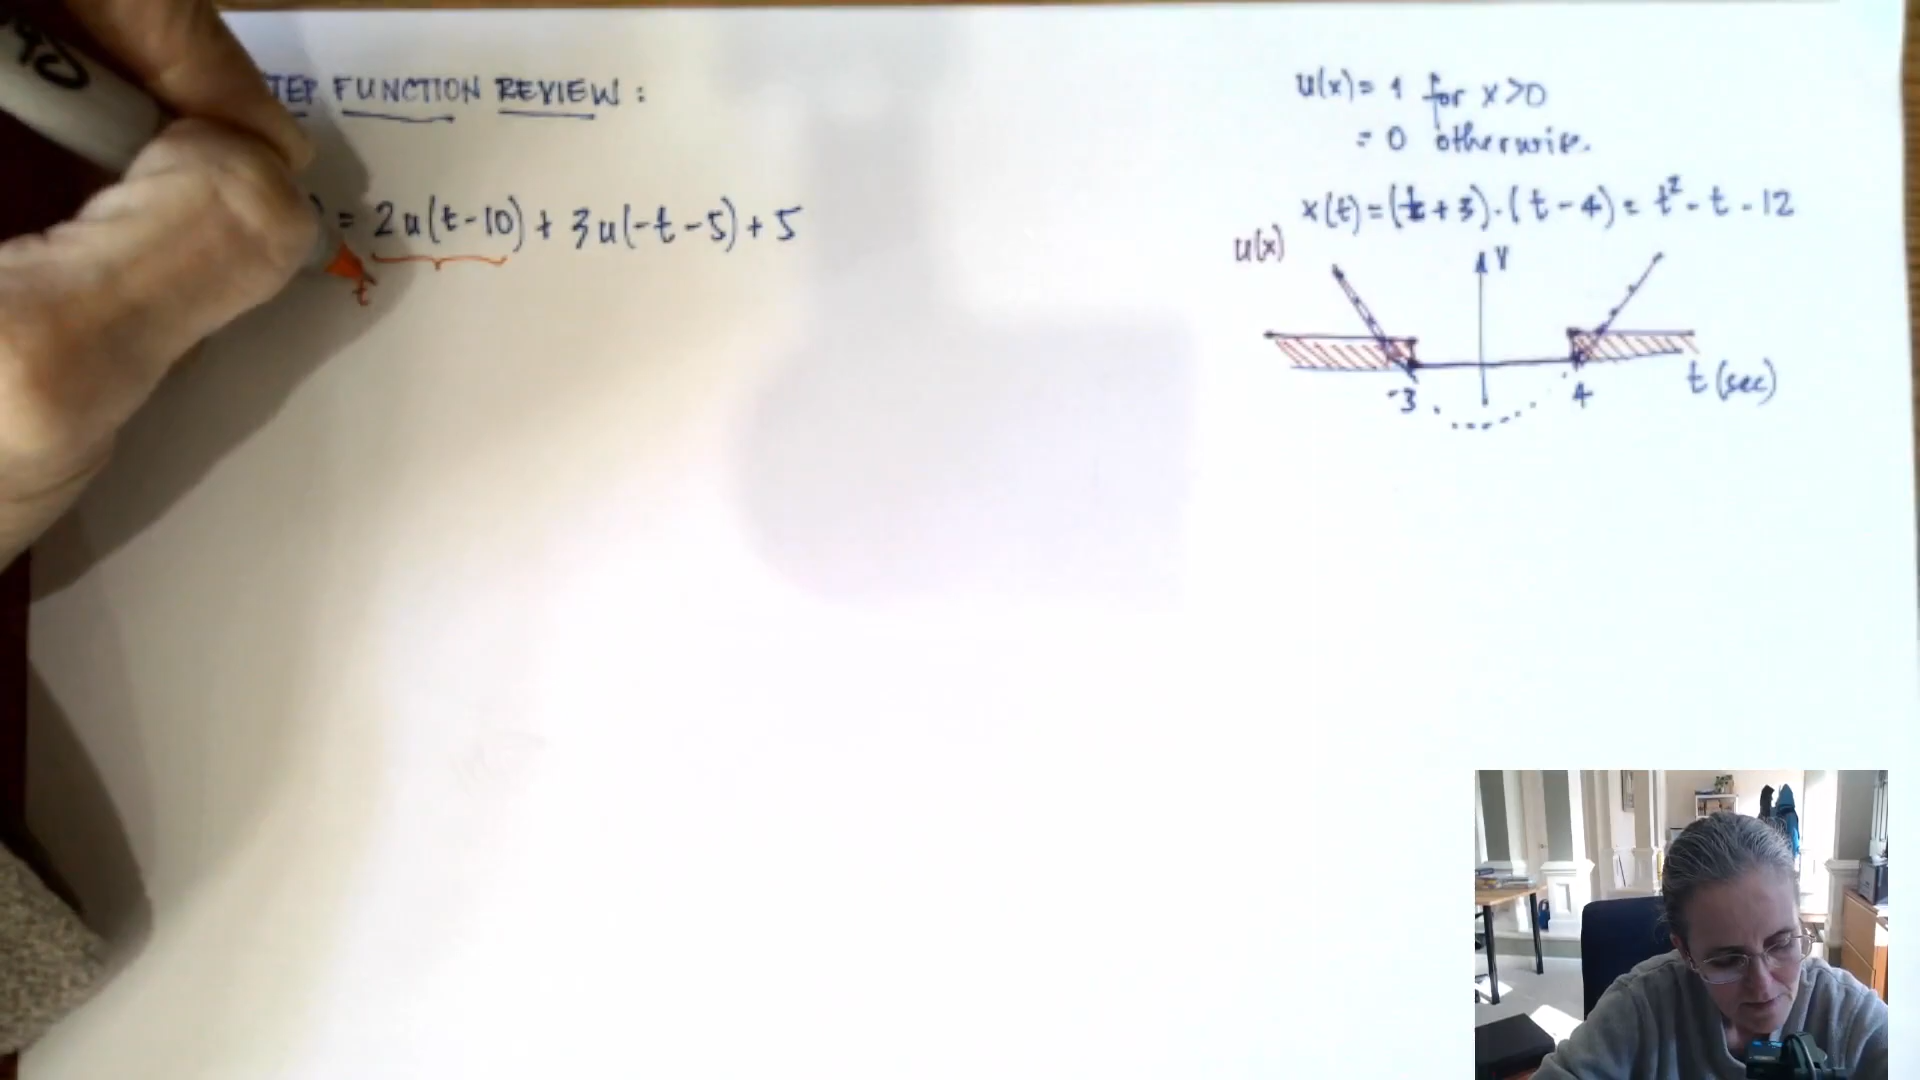 TEP FUNCTION REVIEW :
) = 2u(t-10) + 3u(-t-5) + 5
t
u(x) = 1 for x>0
= 0 otherwise.
x(t) = (t+3).(t-4) = t² - t - 12
u(x)
V
-3
4
t (sec)